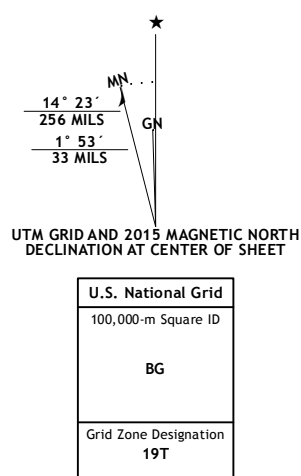 ★
MN
GN
14° 23´
256 MILS
1° 53´
33 MILS
UTM GRID AND 2015 MAGNETIC NORTH
DECLINATION AT CENTER OF SHEET
U.S. National Grid
100,000-m Square ID
BG
Grid Zone Designation
19T